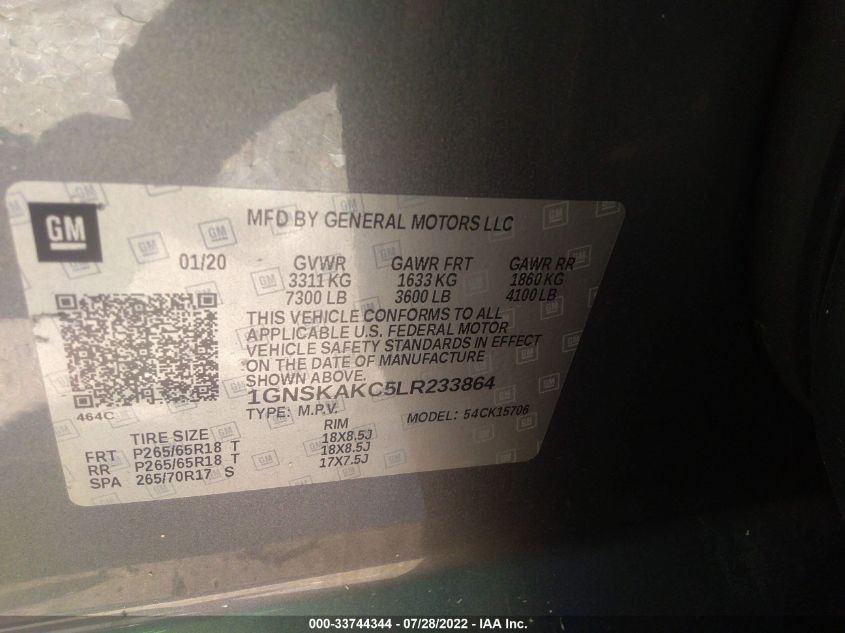 GM
MFD BY GENERAL MOTORS LLC
01/20 GVWR GAWR FRT GAWR RR
3311 KG 1633 KG 1860 KG
7300 LB 3600 LB 4100 LB
THIS VEHICLE CONFORMS TO ALL
APPLICABLE U.S. FEDERAL MOTOR
VEHICLE SAFETY STANDARDS IN EFFECT
ON THE DATE OF MANUFACTURE
SHOWN ABOVE.
1GNSKAKC5LR233864
464C TYPE: M.P.V. MODEL: 54CK15706
TIRE SIZE RIM
FRT P265/65R18 T 18X8.5J
RR P265/65R18 T 18X8.5J
SPA 265/70R17 S 17X7.5J
000-33744344 / 07/28/2022 - IAA Inc.